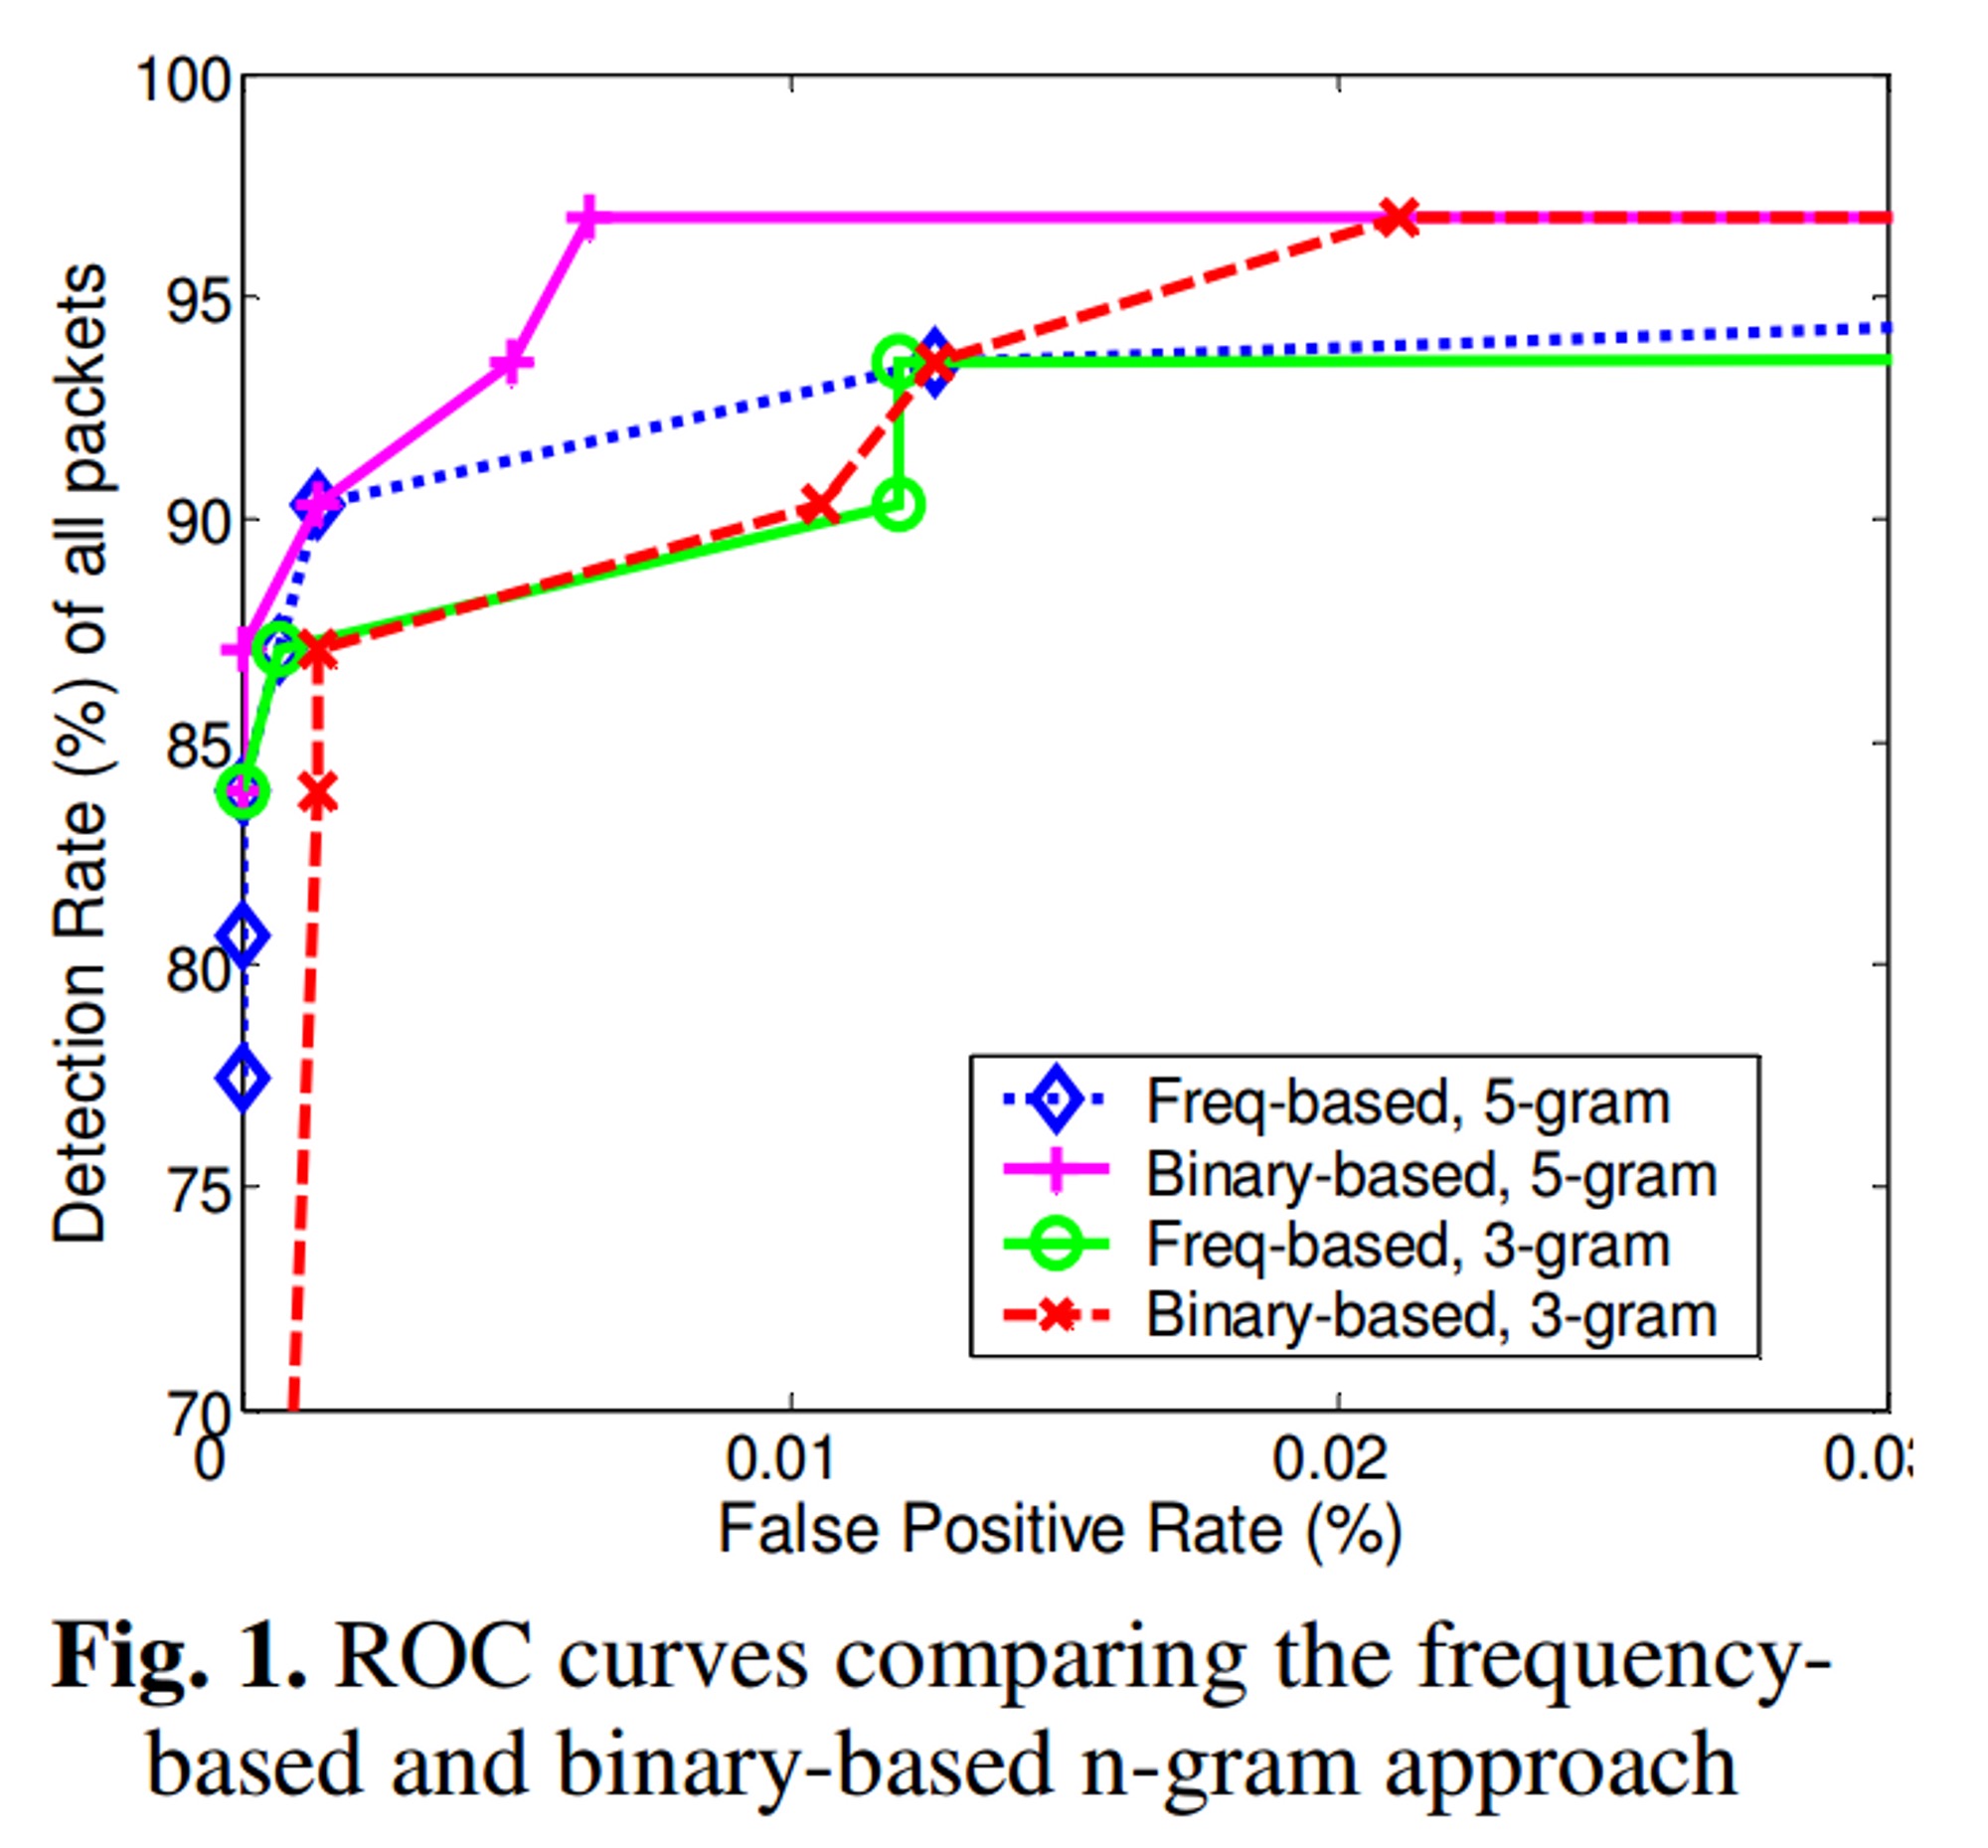 100
95
90
85
80
75
70
Detection Rate (%) of all packets
0
0.01
0.02
0.0
False Positive Rate (%)
Freq-based, 5-gram
Binary-based, 5-gram
Freq-based, 3-gram
Binary-based, 3-gram
Fig. 1. ROC curves comparing the frequency-
based and binary-based n-gram approach